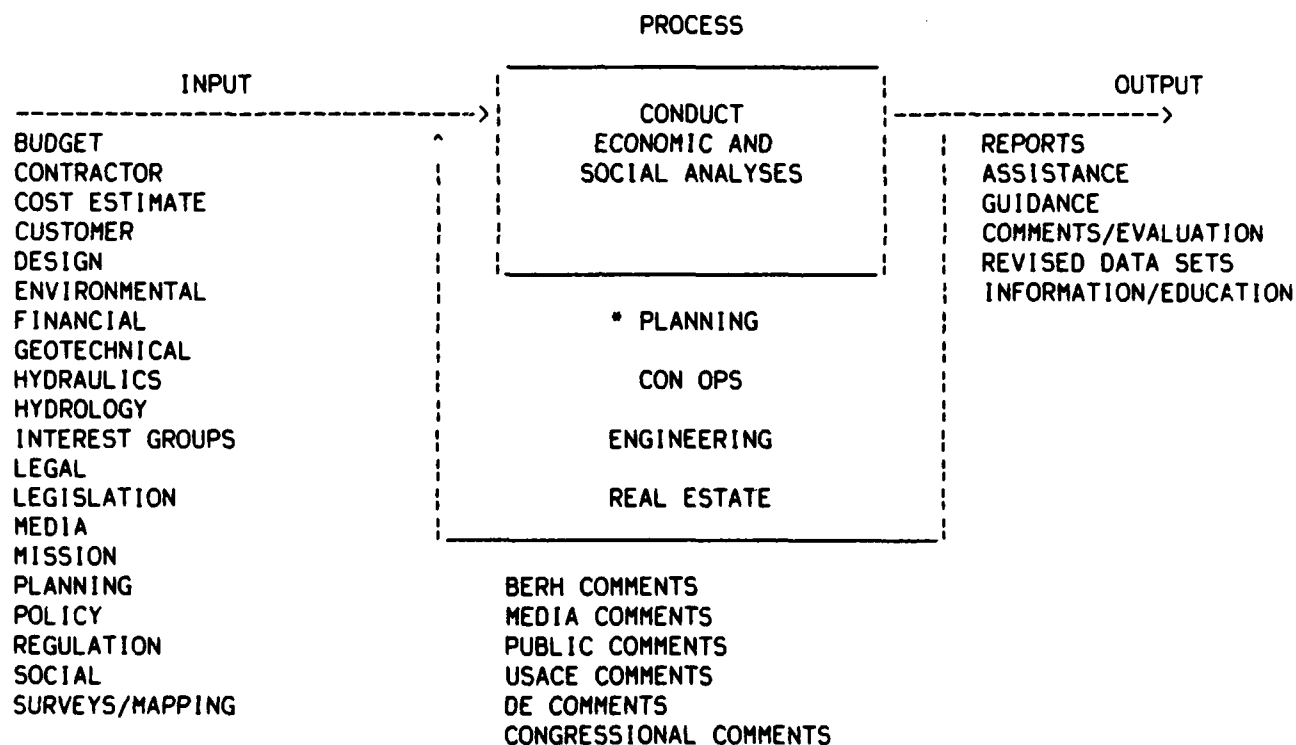 PROCESS
INPUT
OUTPUT
CONDUCT
ECONOMIC AND
SOCIAL ANALYSES
BUDGET
CONTRACTOR
COST ESTIMATE
CUSTOMER
DESIGN
ENVIRONMENTAL
FINANCIAL
GEOTECHNICAL
HYDRAULICS
HYDROLOGY
INTEREST GROUPS
LEGAL
LEGISLATION
MEDIA
MISSION
PLANNING
POLICY
REGULATION
SOCIAL
SURVEYS/MAPPING
* PLANNING
CON OPS
ENGINEERING
REAL ESTATE
BERH COMMENTS
MEDIA COMMENTS
PUBLIC COMMENTS
USACE COMMENTS
DE COMMENTS
CONGRESSIONAL COMMENTS
REPORTS
ASSISTANCE
GUIDANCE
COMMENTS/EVALUATION
REVISED DATA SETS
INFORMATION/EDUCATION